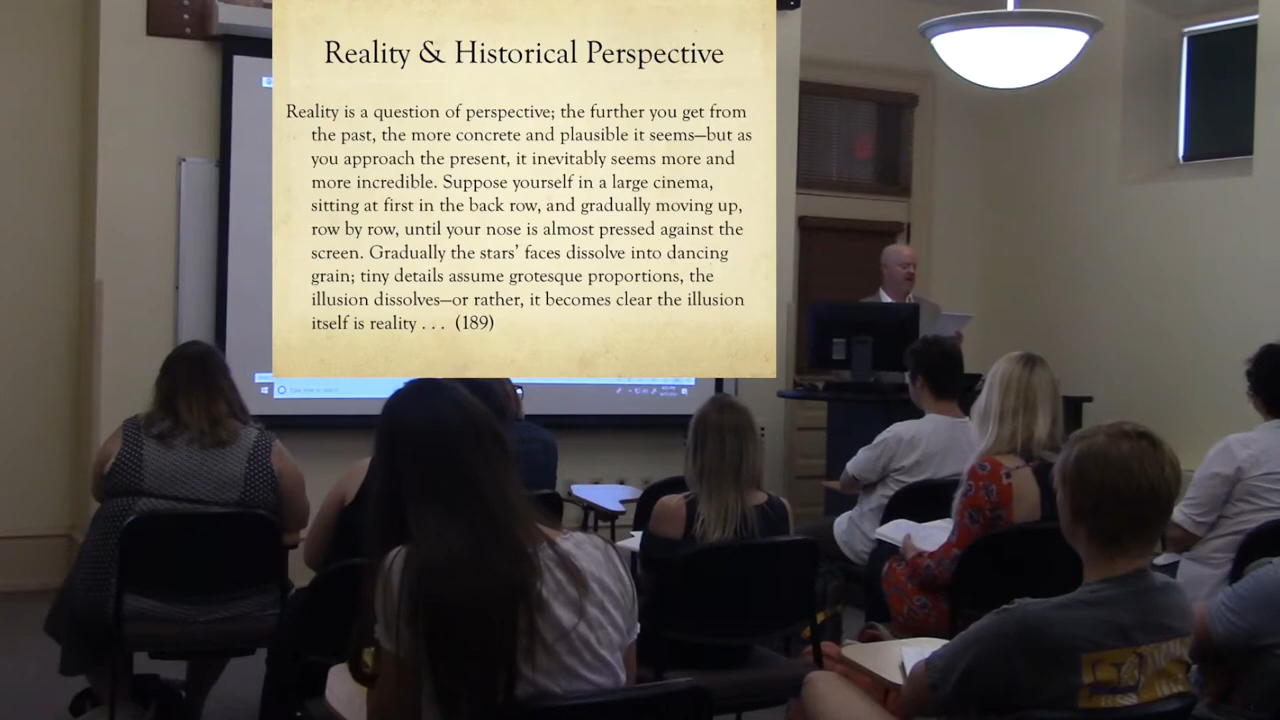 Reality & Historical Perspective
Reality is a question of perspective; the further you get from
the past, the more concrete and plausible it seems—but as
you approach the present, it inevitably seems more and
more incredible. Suppose yourself in a large cinema,
sitting at first in the back row, and gradually moving up,
row by row, until your nose is almost pressed against the
screen. Gradually the stars’ faces dissolve into dancing
grain; tiny details assume grotesque proportions, the
illusion dissolves—or rather, it becomes clear the illusion
itself is reality . . . (189)
Type here to search